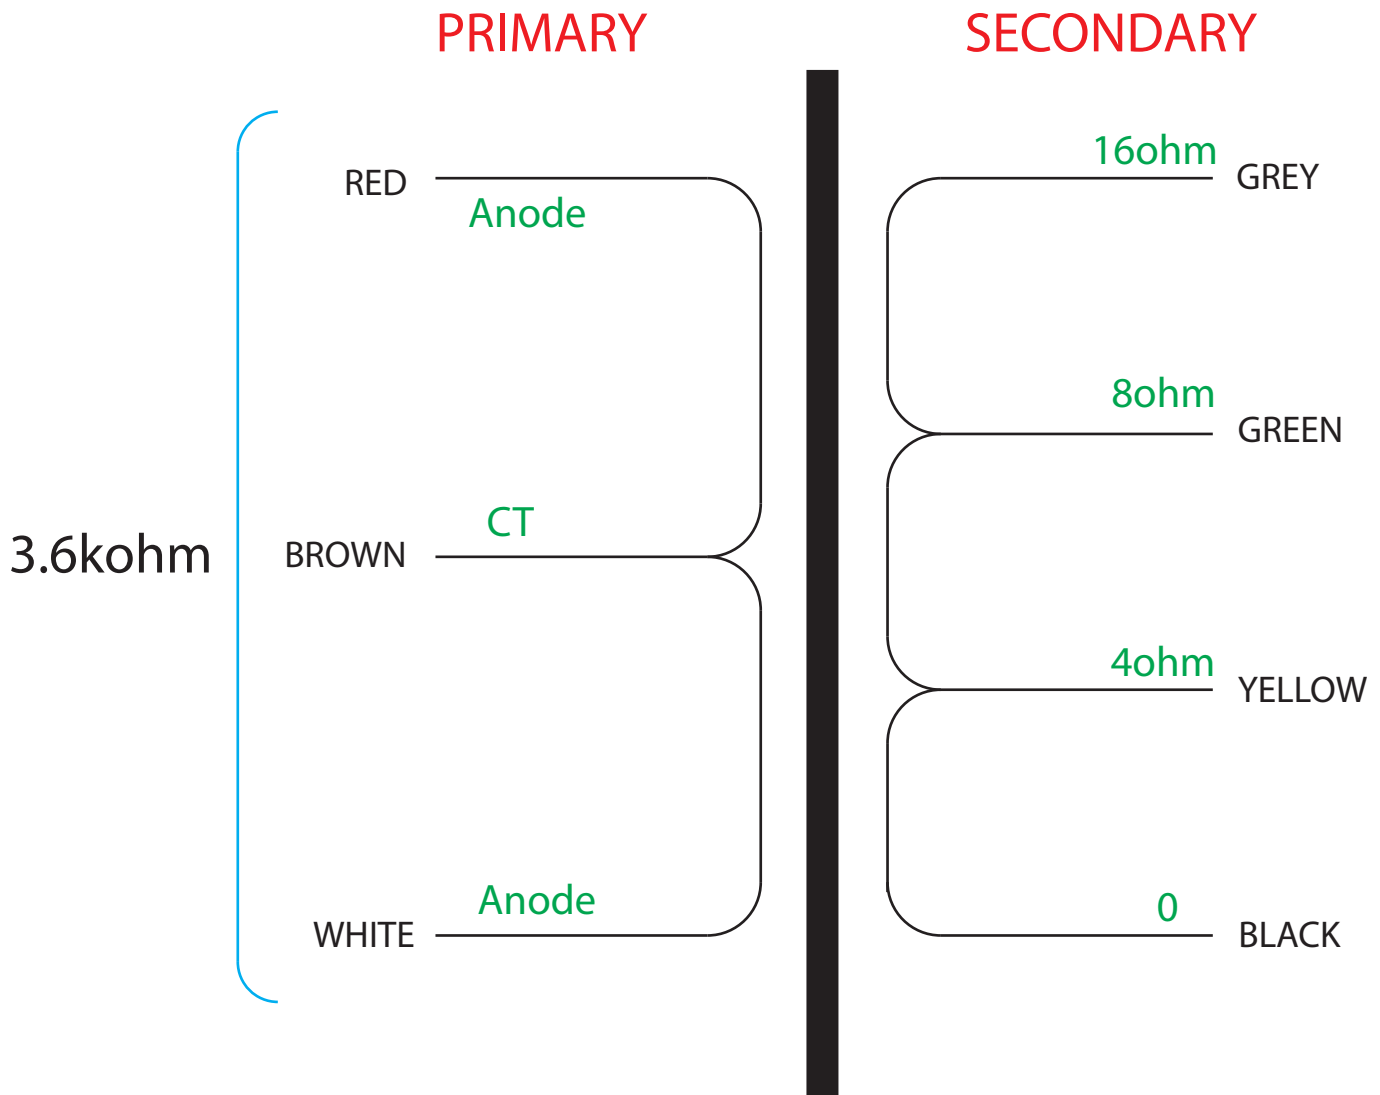 PRIMARY
SECONDARY
RED
Anode
16ohm
GREY
8ohm
GREEN
3.6kohm
BROWN
CT
4ohm
YELLOW
WHITE
Anode
0
BLACK